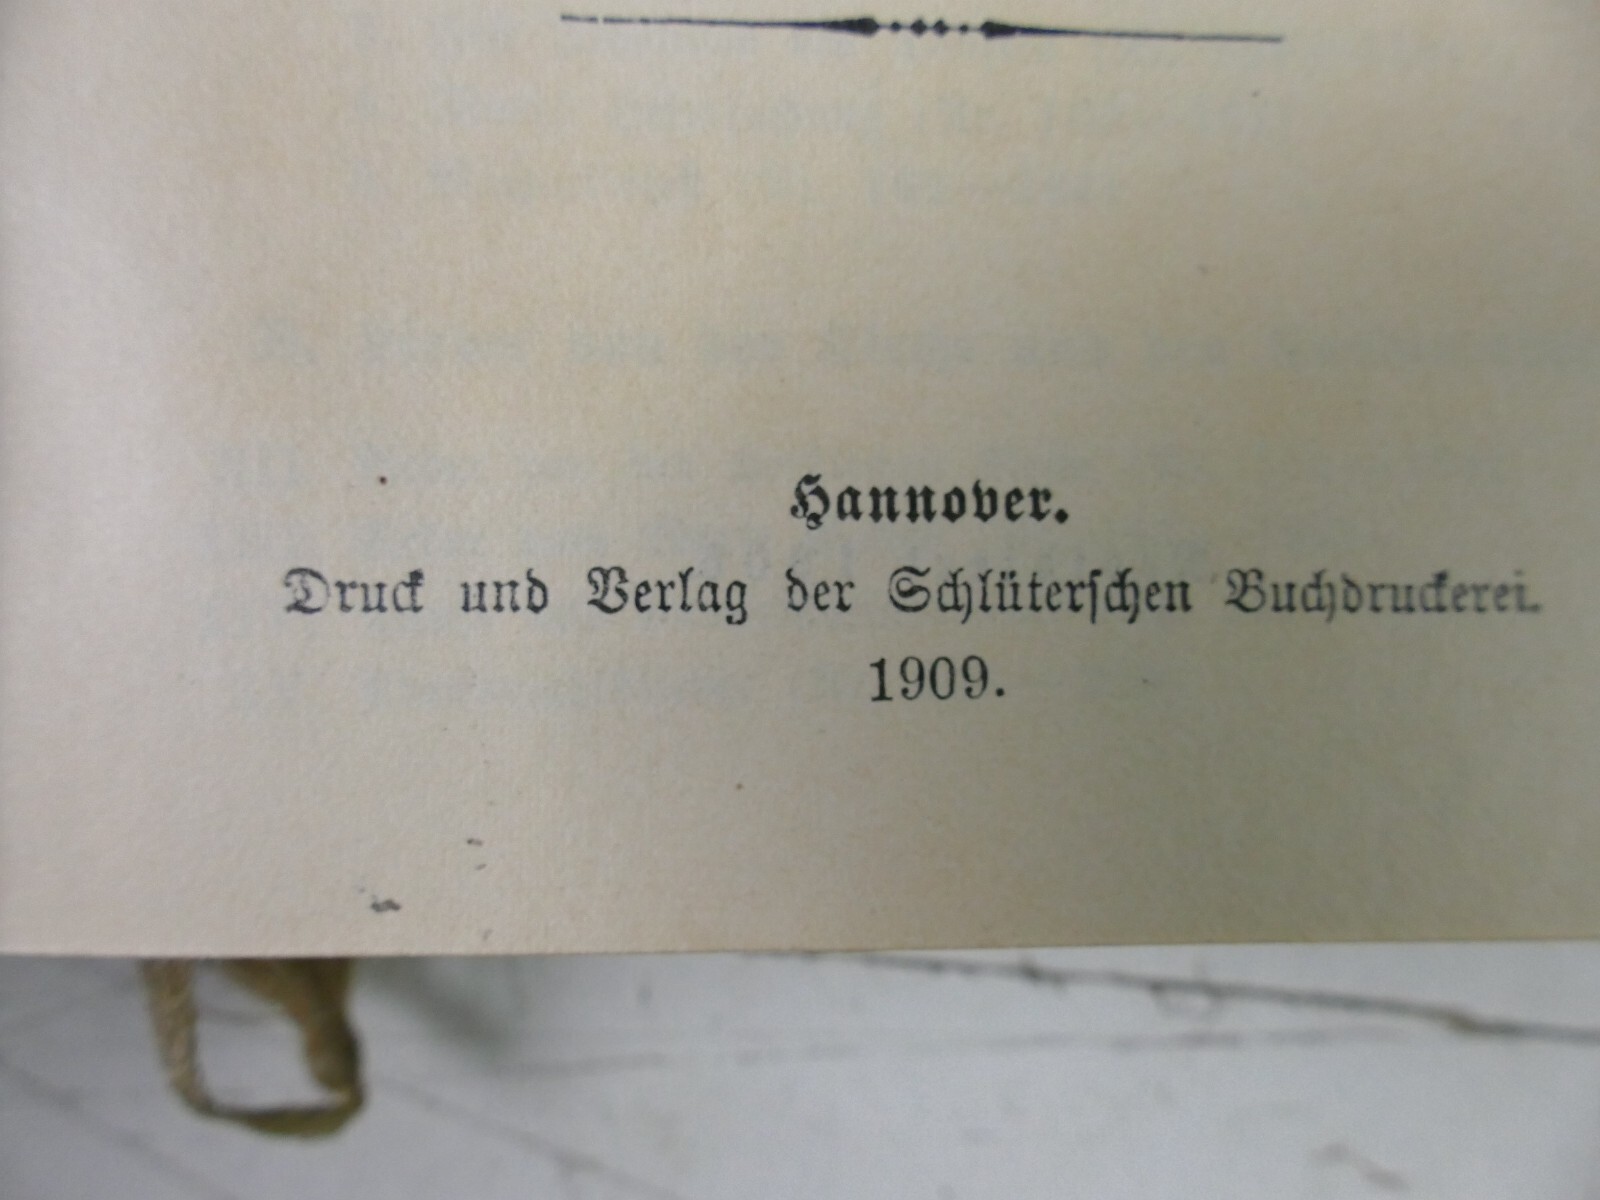 Hannover.
Druck und Verlag der Schlüterſchen Buchdruckerei.
1909.